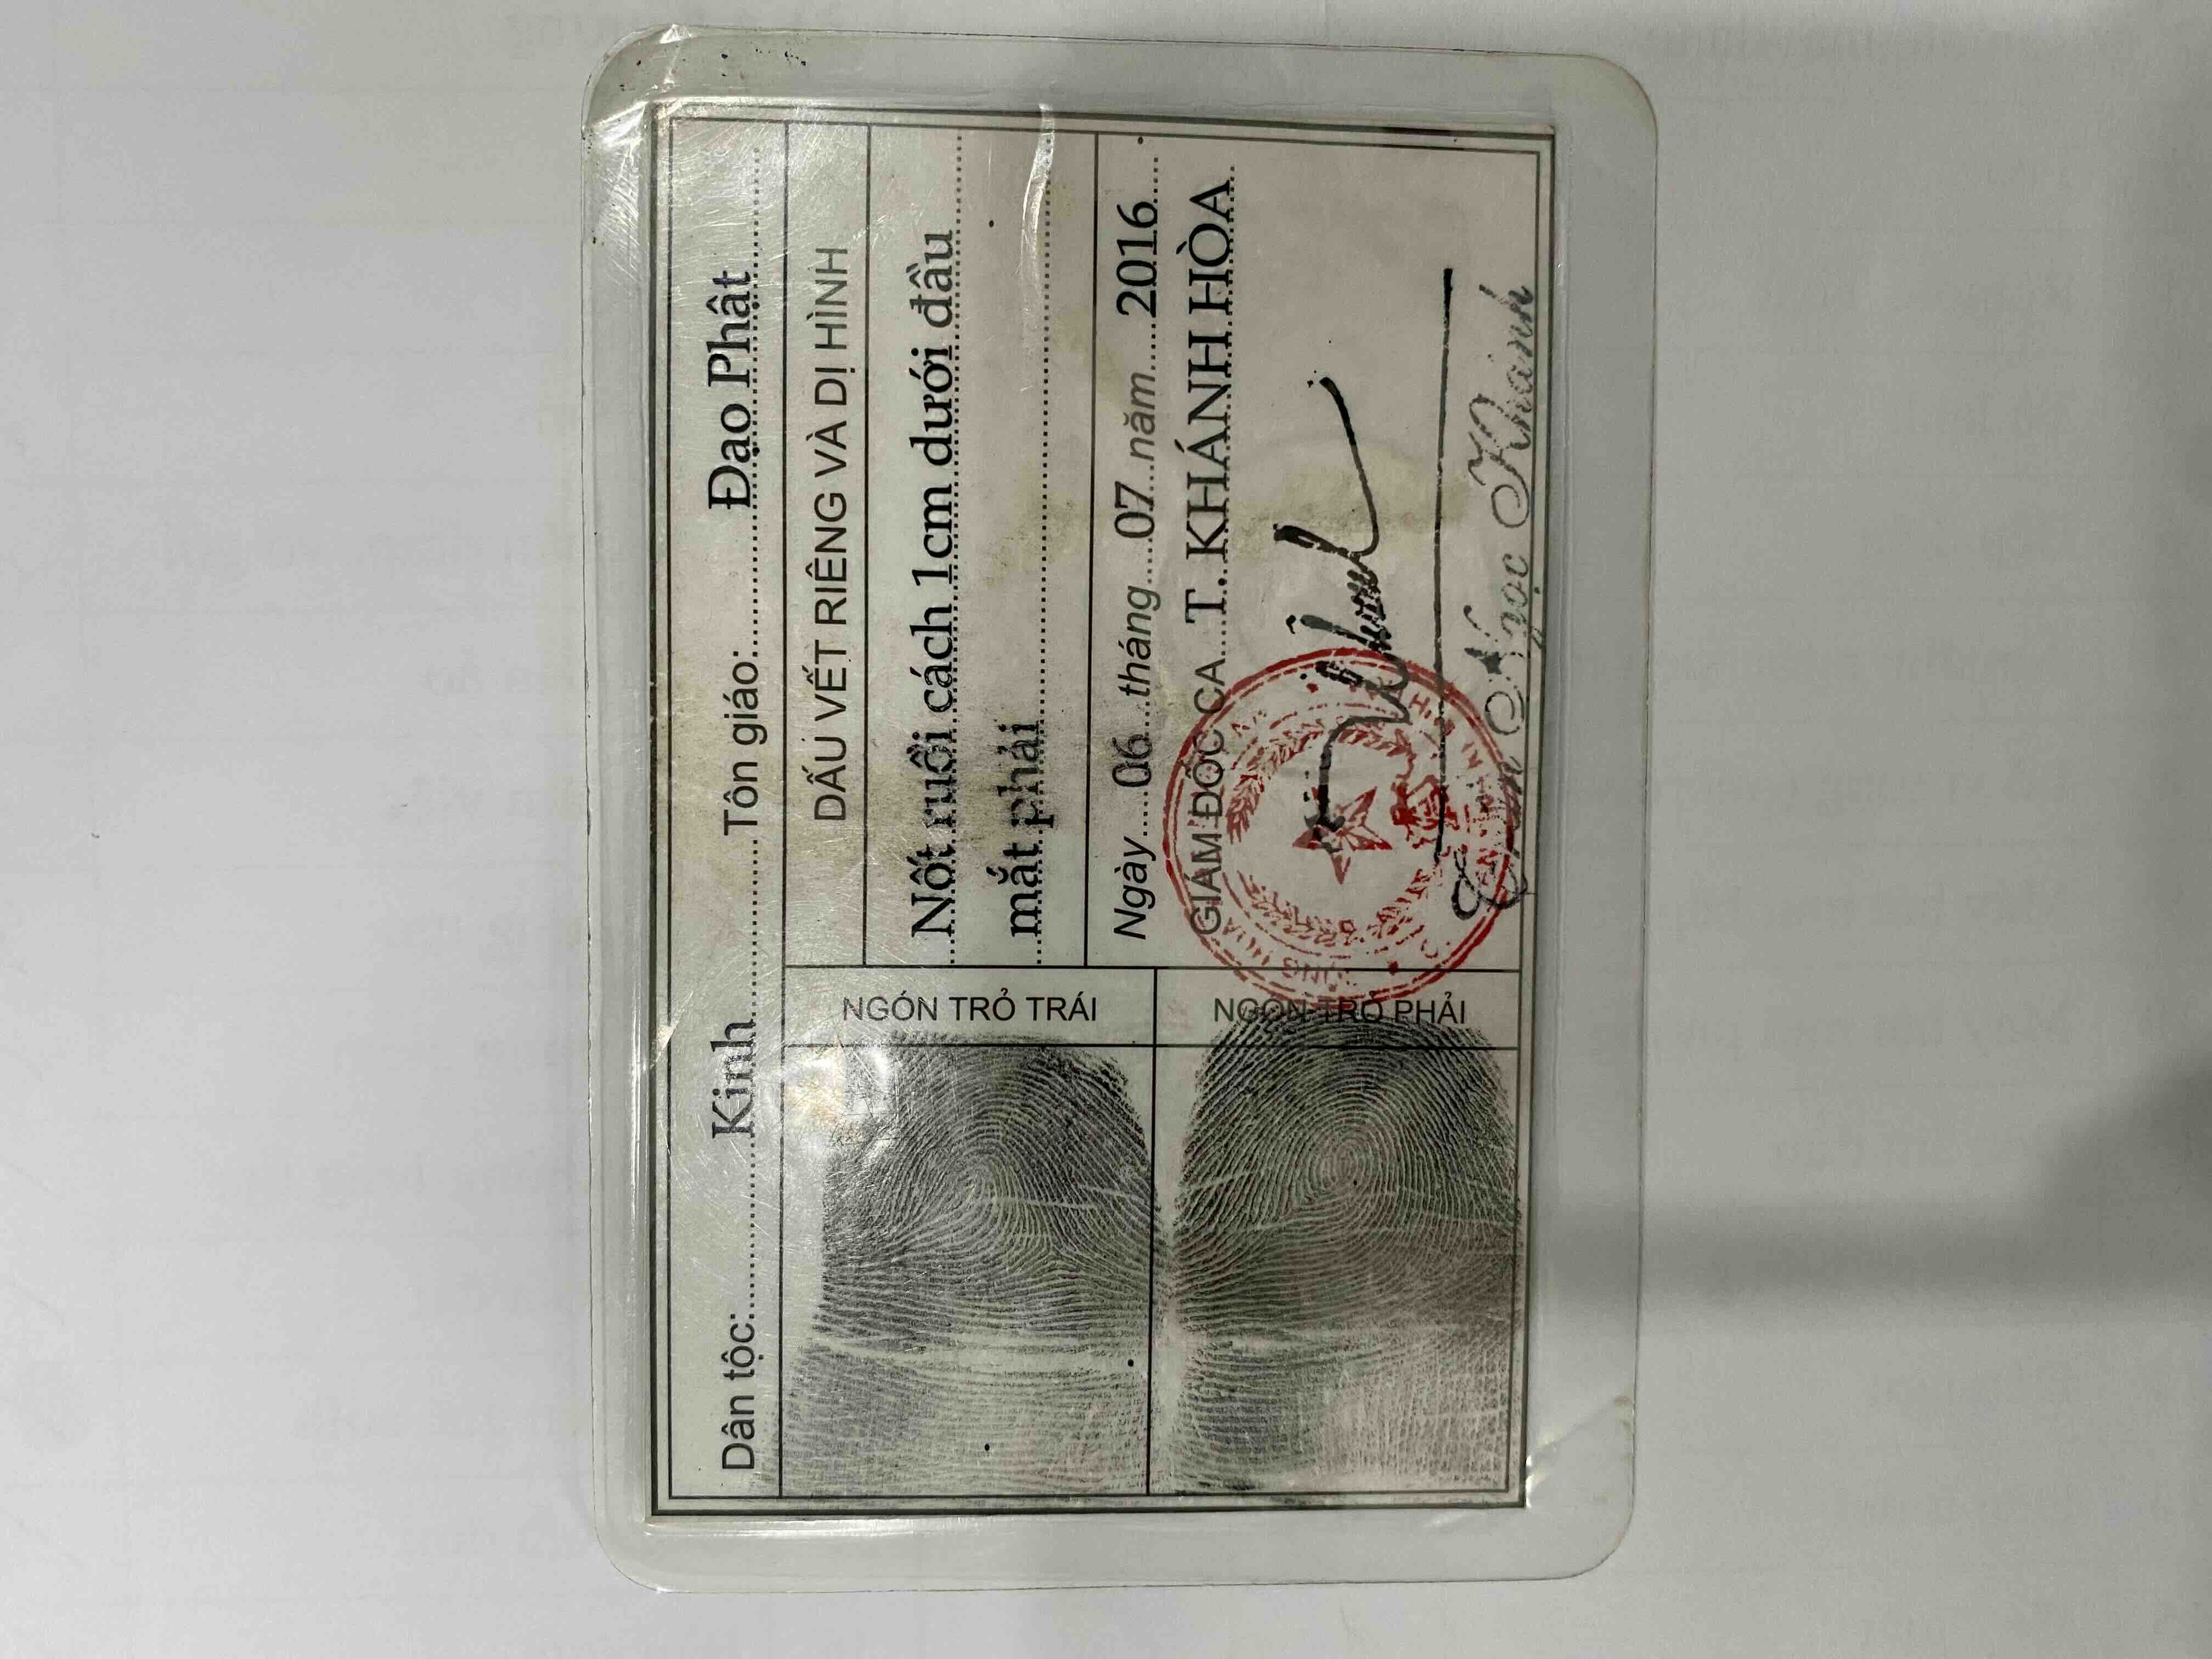 Dân tộc: Kinh Tôn giáo: Đạo Phật
DẤU VẾT RIÊNG VÀ DỊ HÌNH
Nốt ruồi cách 1cm dưới đầu
mắt phải
Ngày 06 tháng 07 năm 2016
GIÁM ĐỐC CA T. KHÁNH HÒA
Ngọc Khánh
NGÓN TRỎ TRÁI
NGÓN TRỎ PHẢI